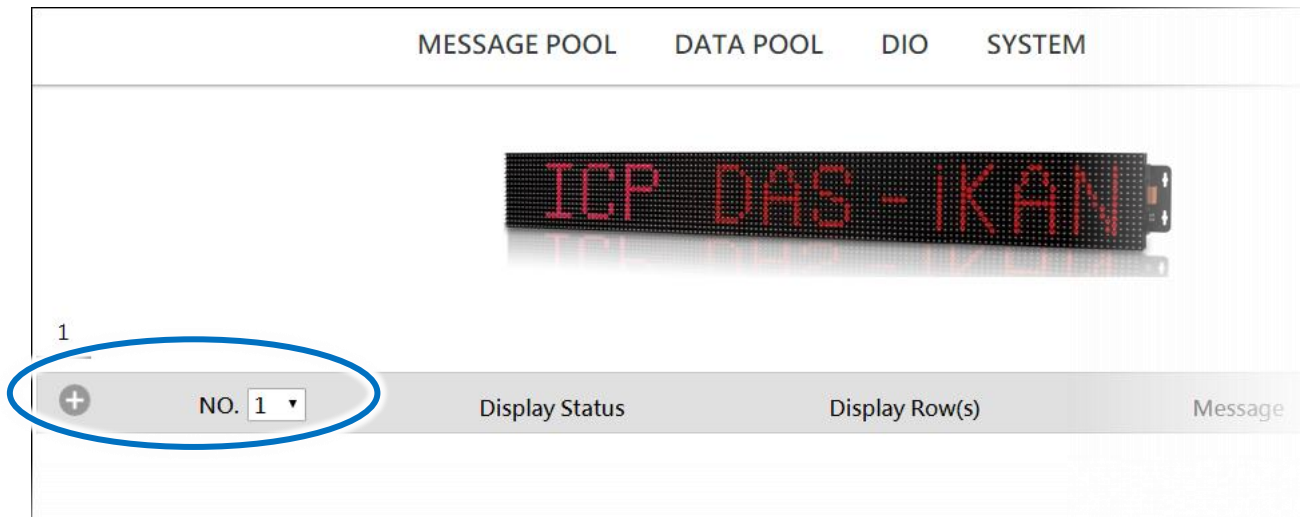 MESSAGE POOL DATA POOL DIO SYSTEM
ICP DAS - iKAN
1
NO. 1 Display Status Display Row(s) Message